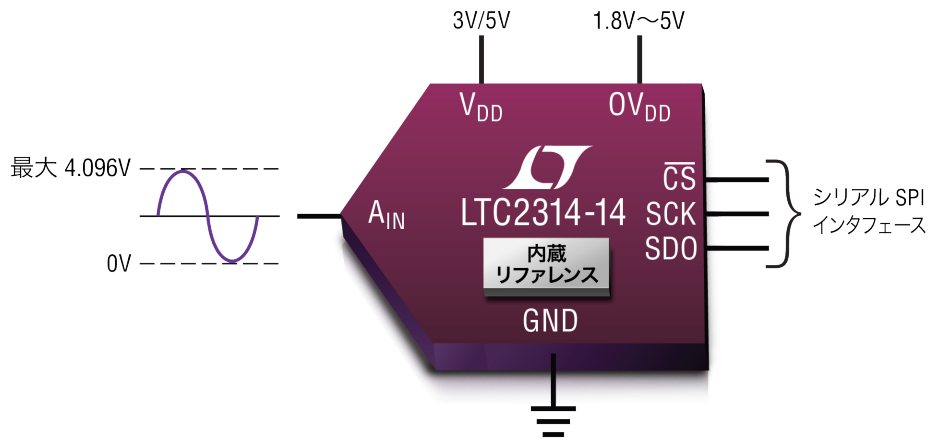 3V/5V
1.8V～5V
VDD
OVDD
最大 4.096V
0V
AIN
LTC2314-14
内蔵
リファレンス
GND
C̅S̅
SCK
SDO
シリアル SPI
インタフェース